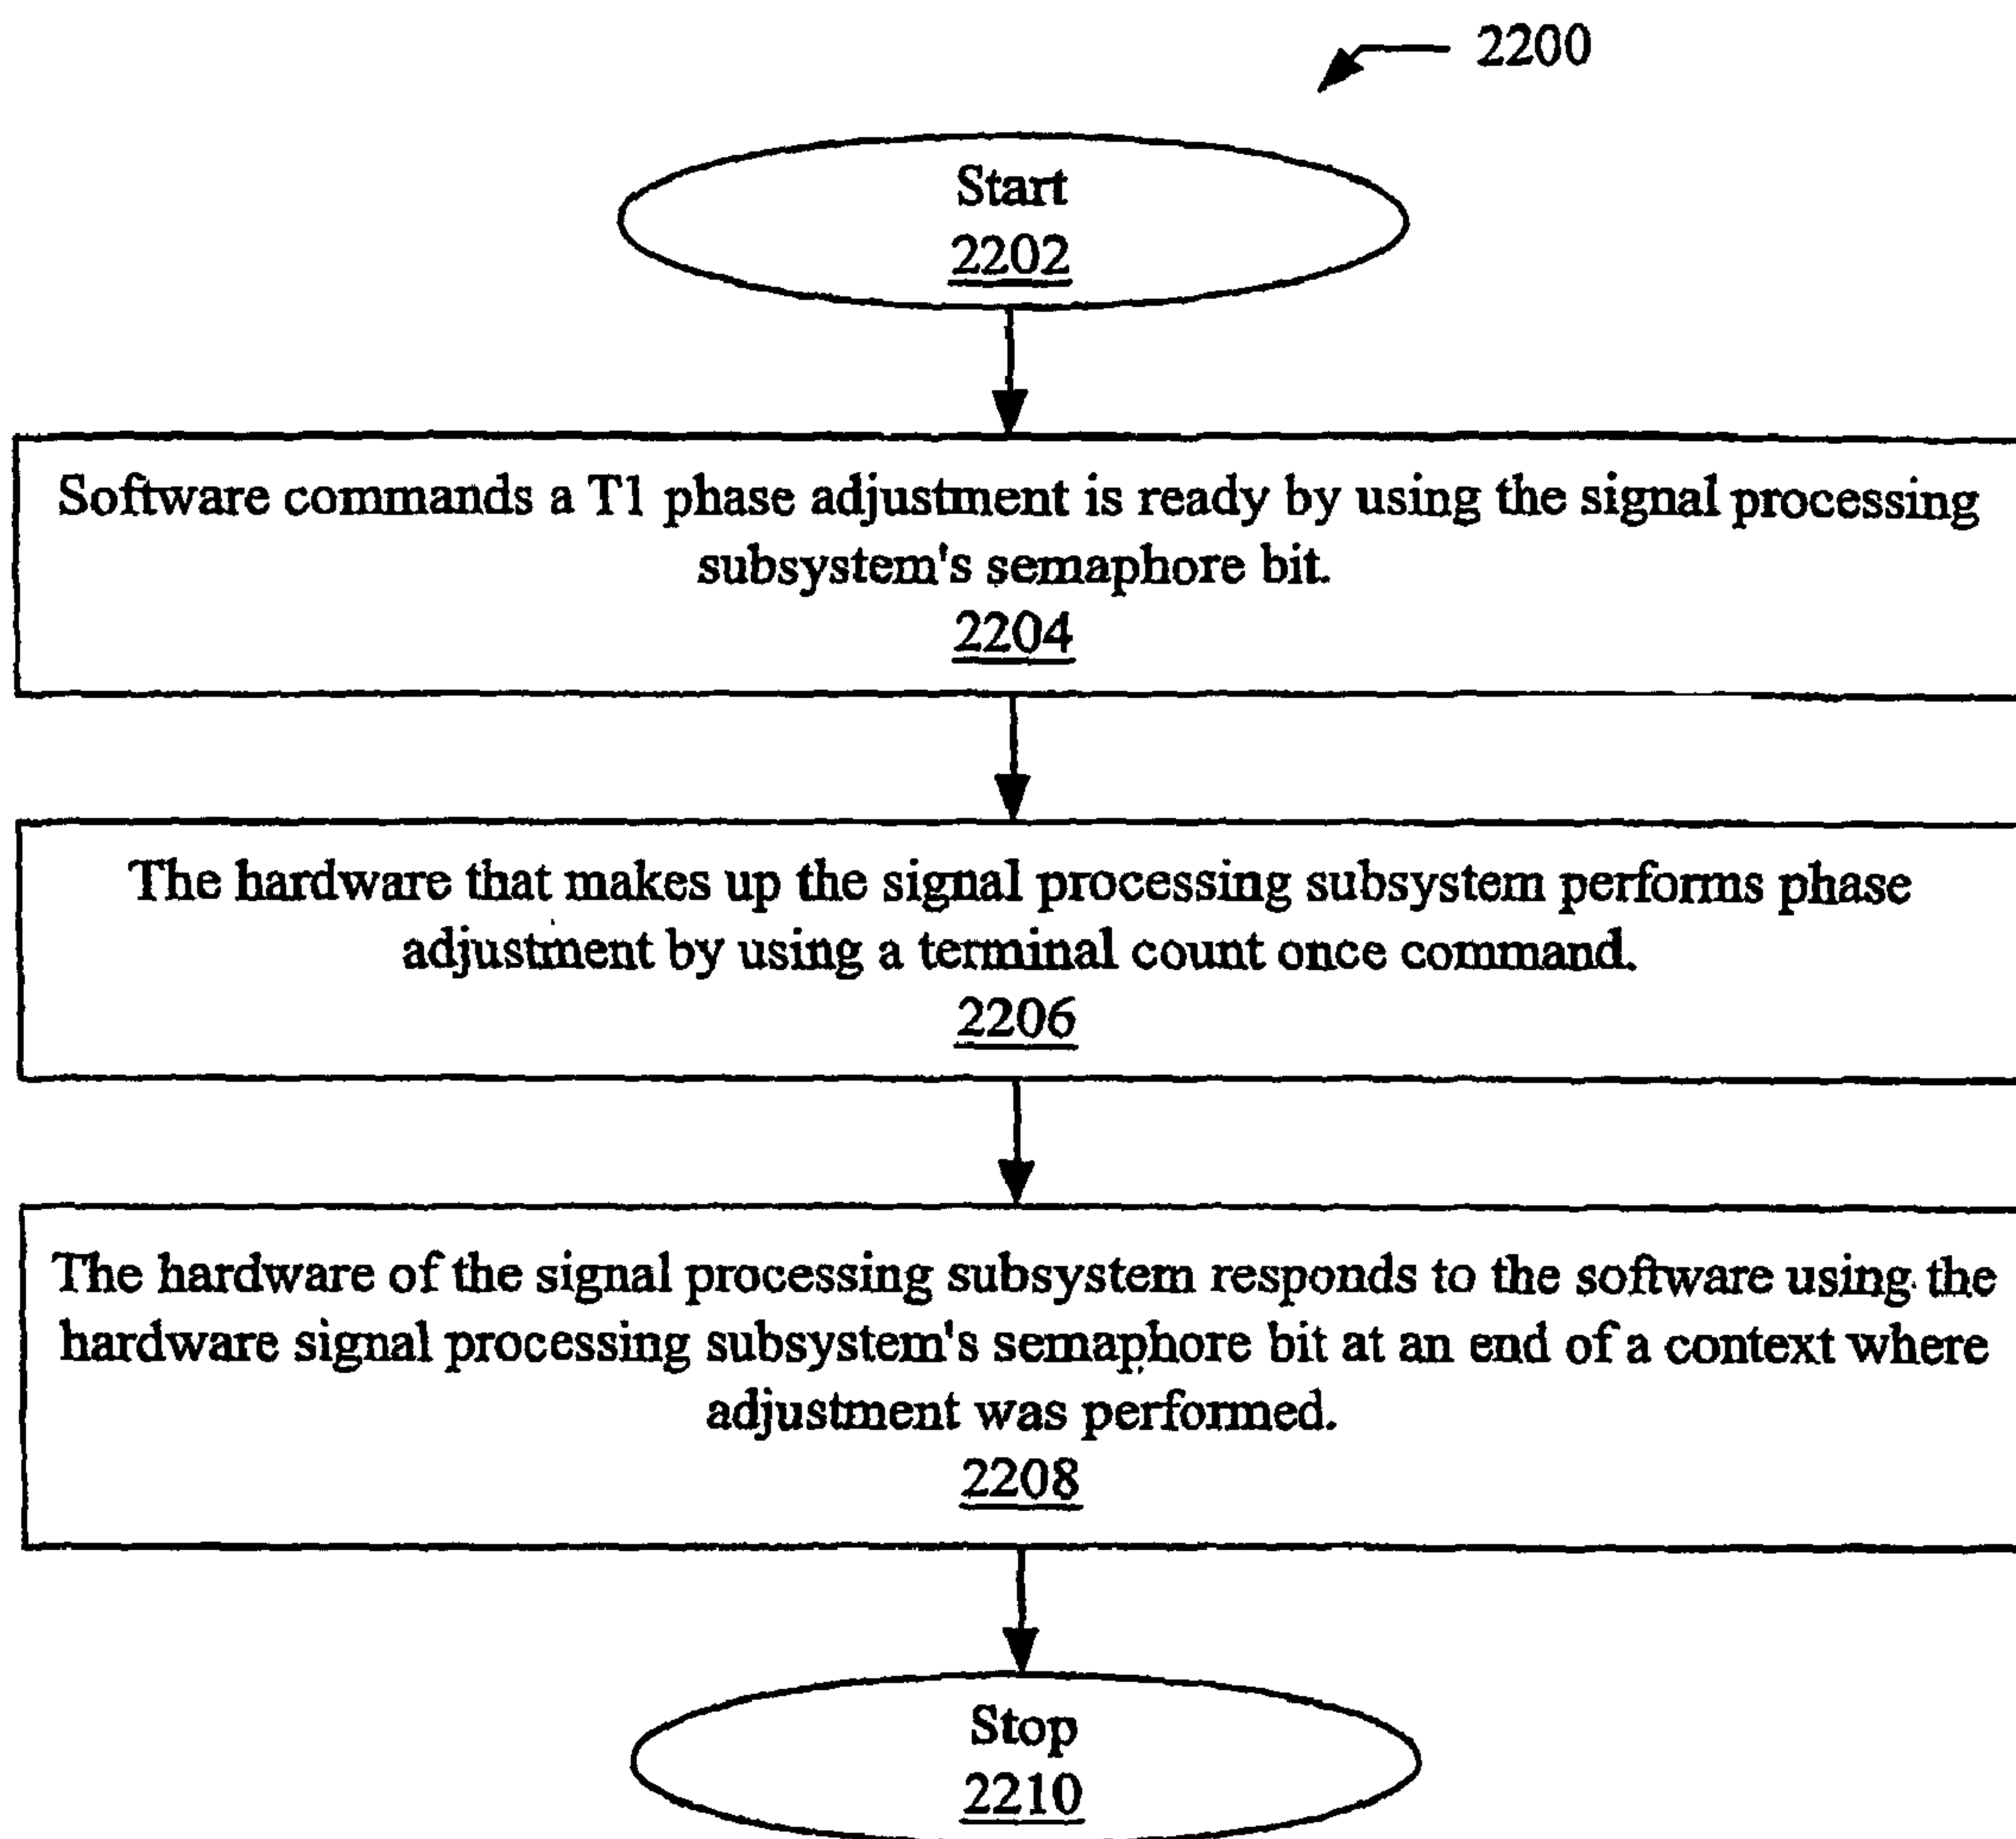 2200
Start
2202
Software commands a T1 phase adjustment is ready by using the signal processing
subsystem's semaphore bit.
2204
The hardware that makes up the signal processing subsystem performs phase
adjustment by using a terminal count once command.
2206
The hardware of the signal processing subsystem responds to the software using the
hardware signal processing subsystem's semaphore bit at an end of a context where
adjustment was performed.
2208
Stop
2210